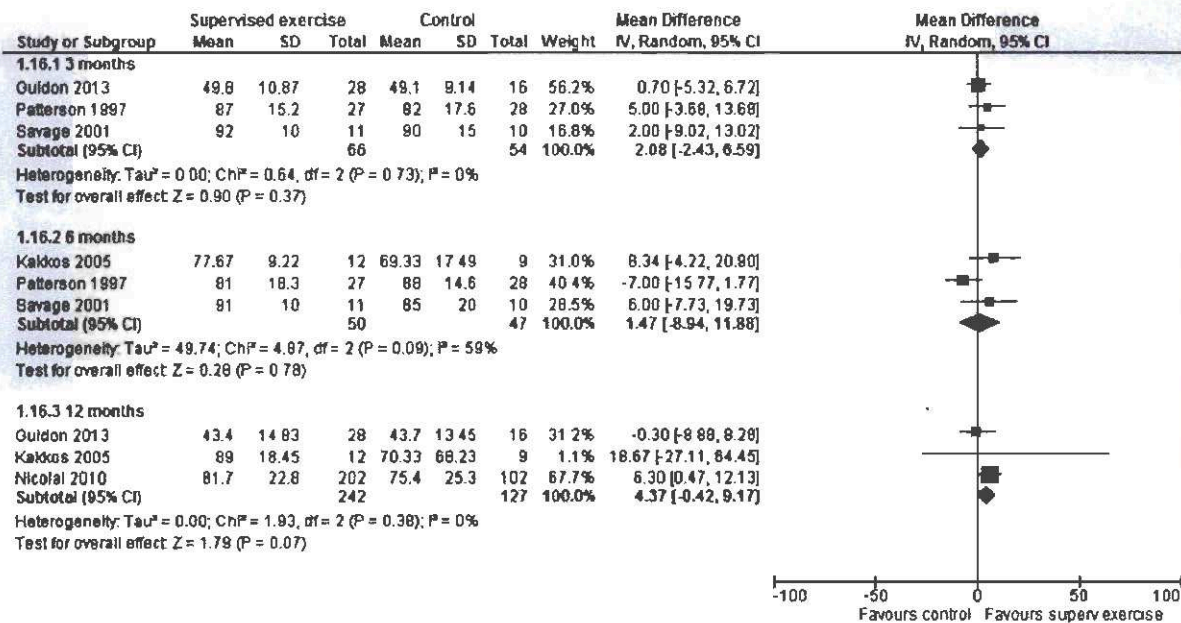 Supervised exercise Control Mean Difference Mean Difference
Study or Subgroup Mean SD Total Mean SD Total Weight IV, Random, 95% CI IV, Random, 95% CI
1.16.1 3 months
Guidon 2013 49.8 10.87 28 49.1 9.14 16 56.2% 0.70 [-5.32, 6.72]
Patterson 1997 87 15.2 27 82 17.6 28 27.0% 5.00 [-3.68, 13.68]
Savage 2001 92 10 11 90 15 10 16.8% 2.00 [-9.02, 13.02]
Subtotal (95% CI) 66 54 100.0% 2.08 [-2.43, 6.59]
Heterogeneity: Tau² = 0.00; Chi² = 0.64, df = 2 (P = 0.73); I² = 0%
Test for overall effect: Z = 0.90 (P = 0.37)
1.16.2 6 months
Kakkos 2005 77.67 9.22 12 69.33 17.49 9 31.0% 8.34 [-4.22, 20.90]
Patterson 1997 81 18.3 27 88 14.6 28 40.4% -7.00 [-15.77, 1.77]
Savage 2001 91 10 11 85 20 10 28.5% 6.00 [-7.73, 19.73]
Subtotal (95% CI) 50 47 100.0% 1.47 [-8.94, 11.88]
Heterogeneity: Tau² = 49.74; Chi² = 4.87, df = 2 (P = 0.09); I² = 59%
Test for overall effect: Z = 0.28 (P = 0.78)
1.16.3 12 months
Guidon 2013 43.4 14.83 28 43.7 13.45 16 31.2% -0.30 [-8.88, 8.28]
Kakkos 2005 89 18.45 12 70.33 68.23 9 1.1% 18.67 [-27.11, 64.45]
Nicolaï 2010 81.7 22.8 202 75.4 25.3 102 67.7% 6.30 [0.47, 12.13]
Subtotal (95% CI) 242 127 100.0% 4.37 [-0.42, 9.17]
Heterogeneity: Tau² = 0.00; Chi² = 1.93, df = 2 (P = 0.38); I² = 0%
Test for overall effect: Z = 1.79 (P = 0.07)
-100 -50 0 50 100
Favours control Favours superv exercise